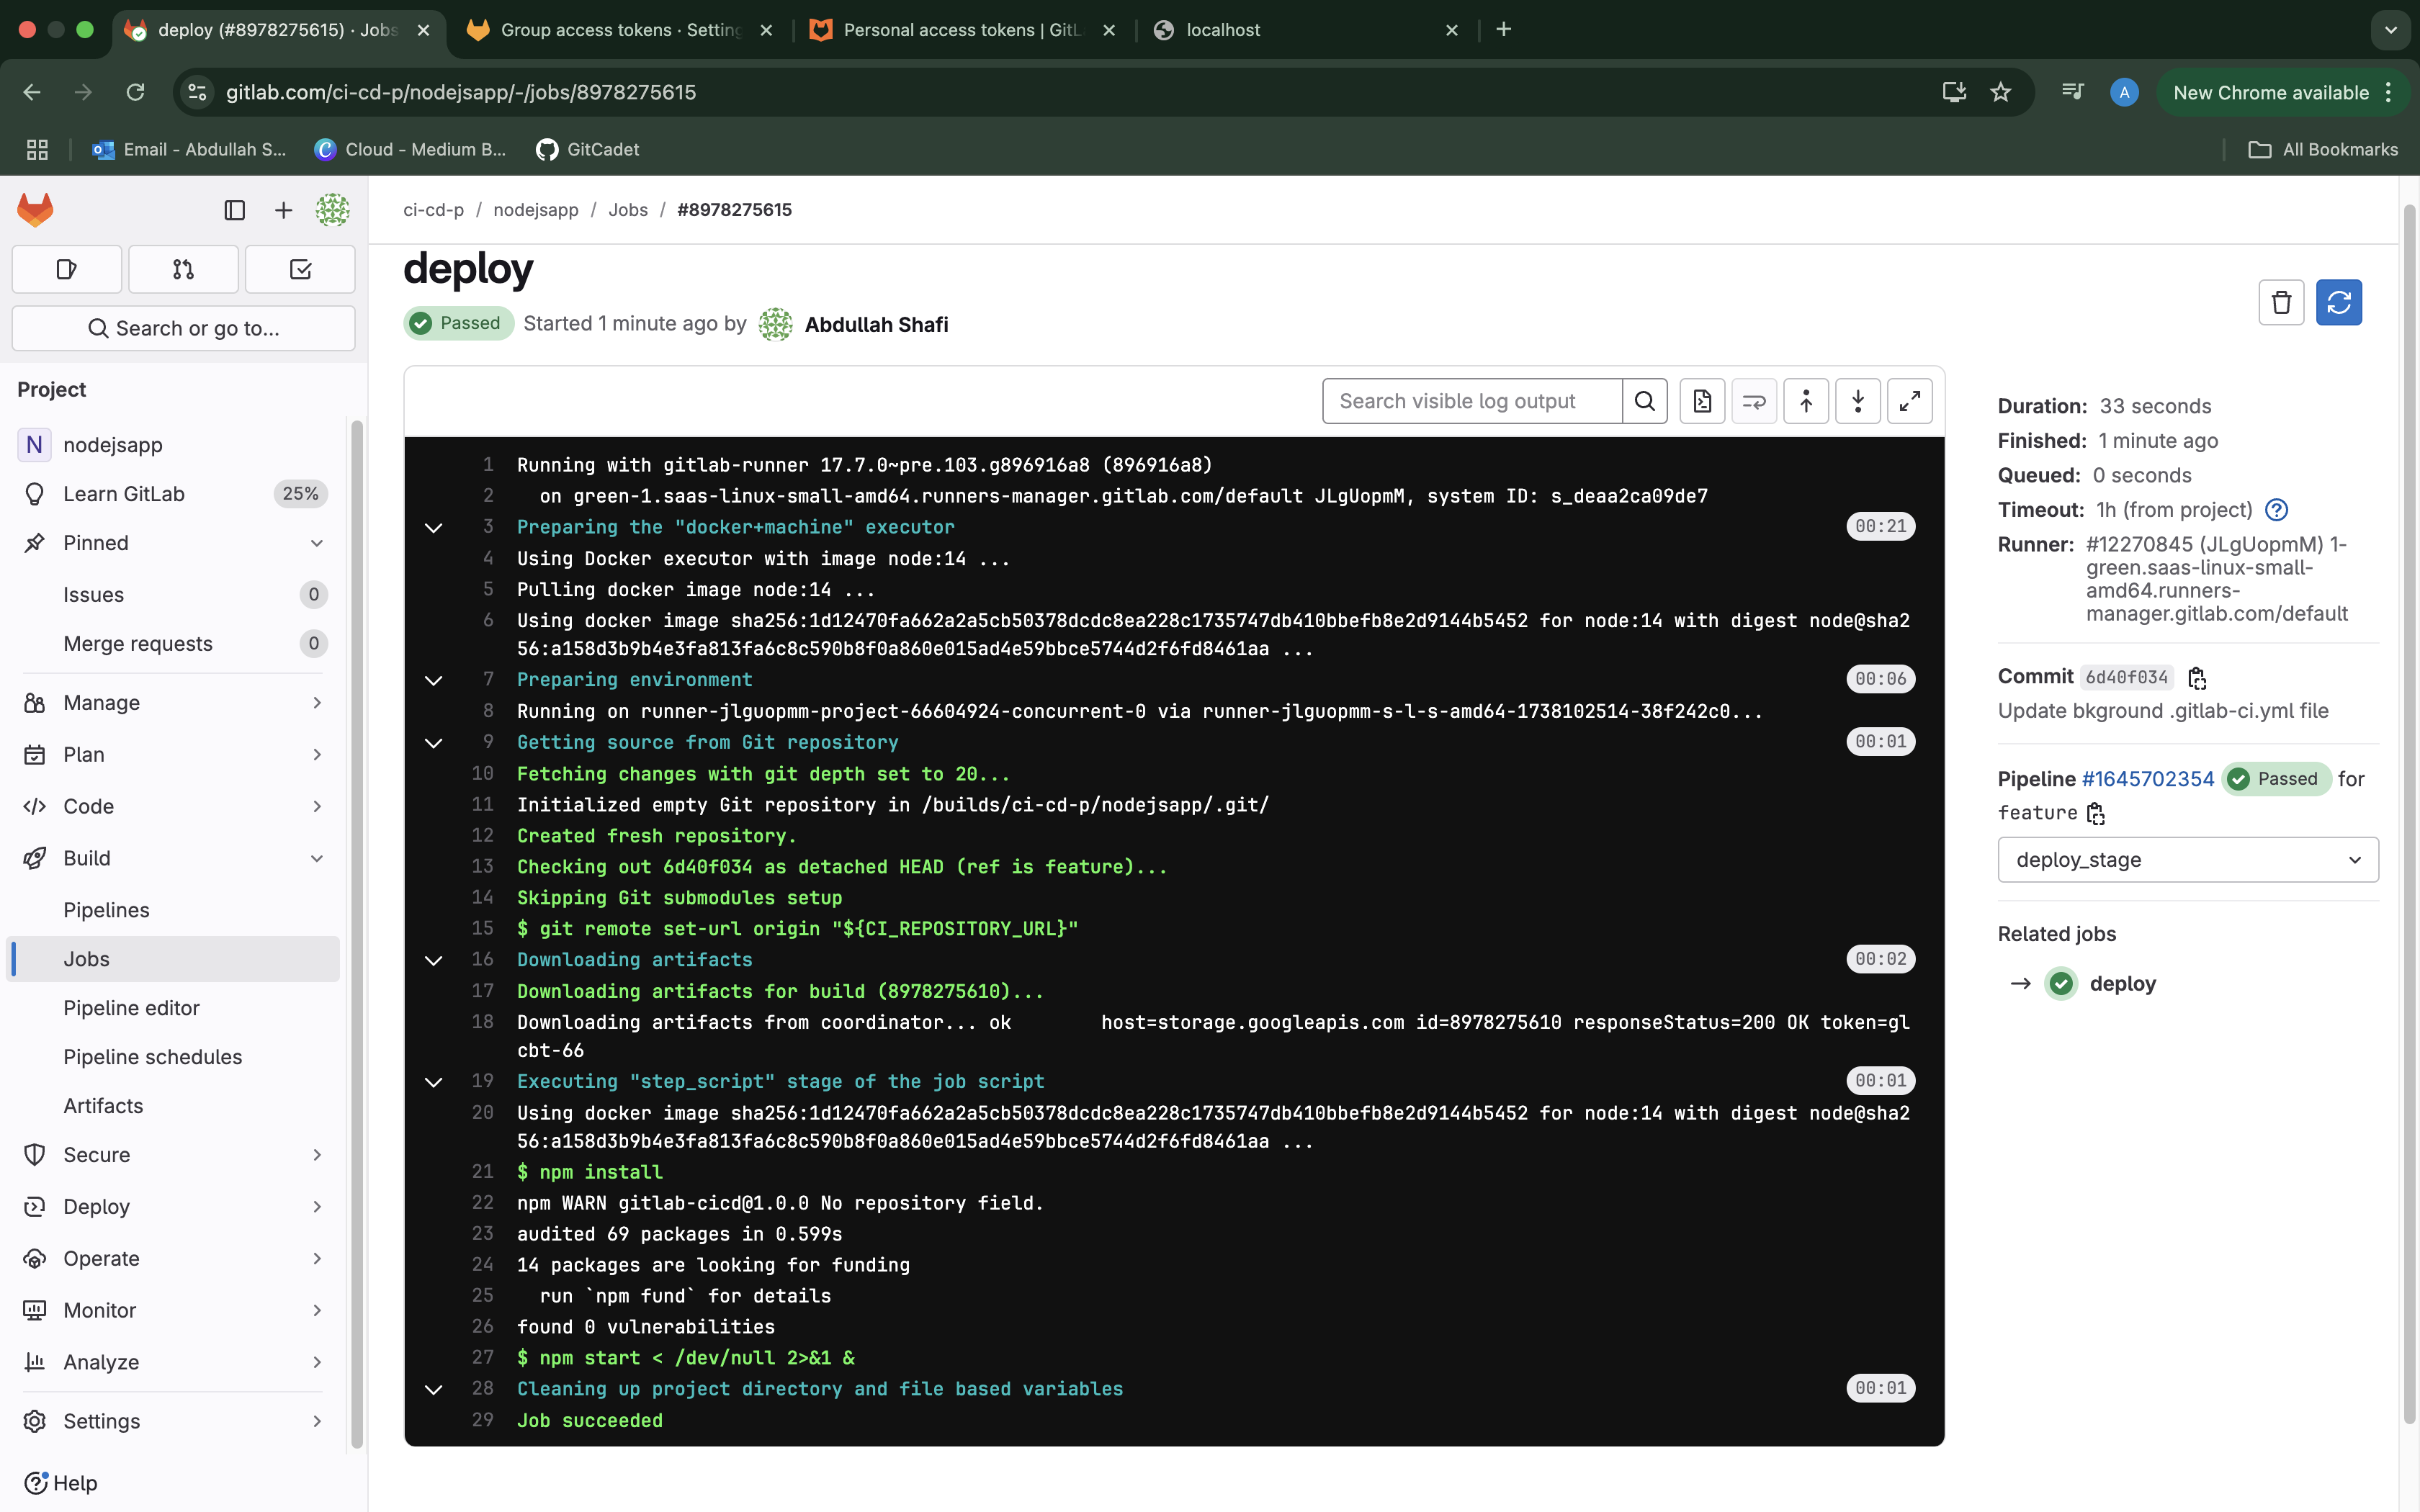 deploy (#8978275615) · Jobs
Group access tokens · Setting
Personal access tokens | GitL
localhost
gitlab.com/ci-cd-p/nodejsapp/-/jobs/8978275615
A
New Chrome available
Email - Abdullah S...
Cloud - Medium B...
GitCadet
All Bookmarks
Search or go to...
Project
N nodejsapp
Learn GitLab 25%
Pinned
Issues 0
Merge requests 0
Manage
Plan
Code
Build
Pipelines
Jobs
Pipeline editor
Pipeline schedules
Artifacts
Secure
Deploy
Operate
Monitor
Analyze
Settings
Help
ci-cd-p / nodejsapp / Jobs / #8978275615
deploy
Passed Started 1 minute ago by Abdullah Shafi
Search visible log output
1 Running with gitlab-runner 17.7.0~pre.103.g896916a8 (896916a8)
2 on green-1.saas-linux-small-amd64.runners-manager.gitlab.com/default JLgUopmM, system ID: s_deaa2ca09de7
3 Preparing the "docker+machine" executor 00:21
4 Using Docker executor with image node:14 ...
5 Pulling docker image node:14 ...
6 Using docker image sha256:1d12470fa662a2a5cb50378dcdc8ea228c1735747db410bbefb8e2d9144b5452 for node:14 with digest node@sha2
56:a158d3b9b4e3fa813fa6c8c590b8f0a860e015ad4e59bbce5744d2f6fd8461aa ...
7 Preparing environment 00:06
8 Running on runner-jlguopmm-project-66604924-concurrent-0 via runner-jlguopmm-s-l-s-amd64-1738102514-38f242c0...
9 Getting source from Git repository 00:01
10 Fetching changes with git depth set to 20...
11 Initialized empty Git repository in /builds/ci-cd-p/nodejsapp/.git/
12 Created fresh repository.
13 Checking out 6d40f034 as detached HEAD (ref is feature)...
14 Skipping Git submodules setup
15 $ git remote set-url origin "${CI_REPOSITORY_URL}"
16 Downloading artifacts 00:02
17 Downloading artifacts for build (8978275610)...
18 Downloading artifacts from coordinator... ok host=storage.googleapis.com id=8978275610 responseStatus=200 OK token=gl
cbt-66
19 Executing "step_script" stage of the job script 00:01
20 Using docker image sha256:1d12470fa662a2a5cb50378dcdc8ea228c1735747db410bbefb8e2d9144b5452 for node:14 with digest node@sha2
56:a158d3b9b4e3fa813fa6c8c590b8f0a860e015ad4e59bbce5744d2f6fd8461aa ...
21 $ npm install
22 npm WARN gitlab-cicd@1.0.0 No repository field.
23 audited 69 packages in 0.599s
24 14 packages are looking for funding
25 run `npm fund` for details
26 found 0 vulnerabilities
27 $ npm start < /dev/null 2>&1 &
28 Cleaning up project directory and file based variables 00:01
29 Job succeeded
Duration: 33 seconds
Finished: 1 minute ago
Queued: 0 seconds
Timeout: 1h (from project)
Runner: #12270845 (JLgUopmM) 1-
green.saas-linux-small-
amd64.runners-
manager.gitlab.com/default
Commit 6d40f034
Update bkground .gitlab-ci.yml file
Pipeline #1645702354 Passed for
feature
deploy_stage
Related jobs
deploy